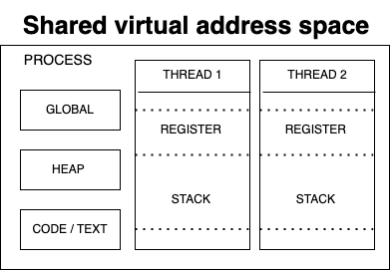 Shared virtual address space
PROCESS
GLOBAL
HEAP
CODE / TEXT
THREAD 1
REGISTER
STACK
THREAD 2
REGISTER
STACK